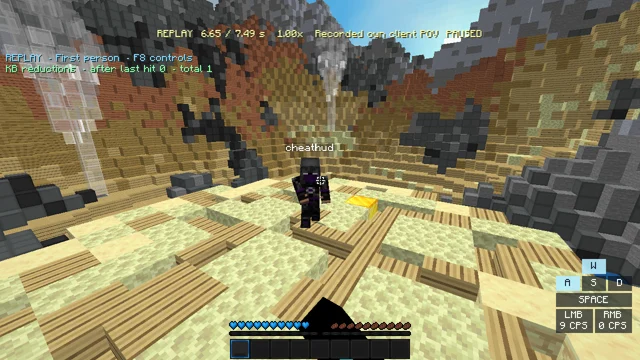 REPLAY 6.65 / 7.49 s 1.00x Recorded own client POV PAUSED
REPLAY - First person - F8 controls
KB reductions - after last hit 0 - total 1
cheathud
W
A S D
SPACE
LMB RMB
9 CPS 0 CPS